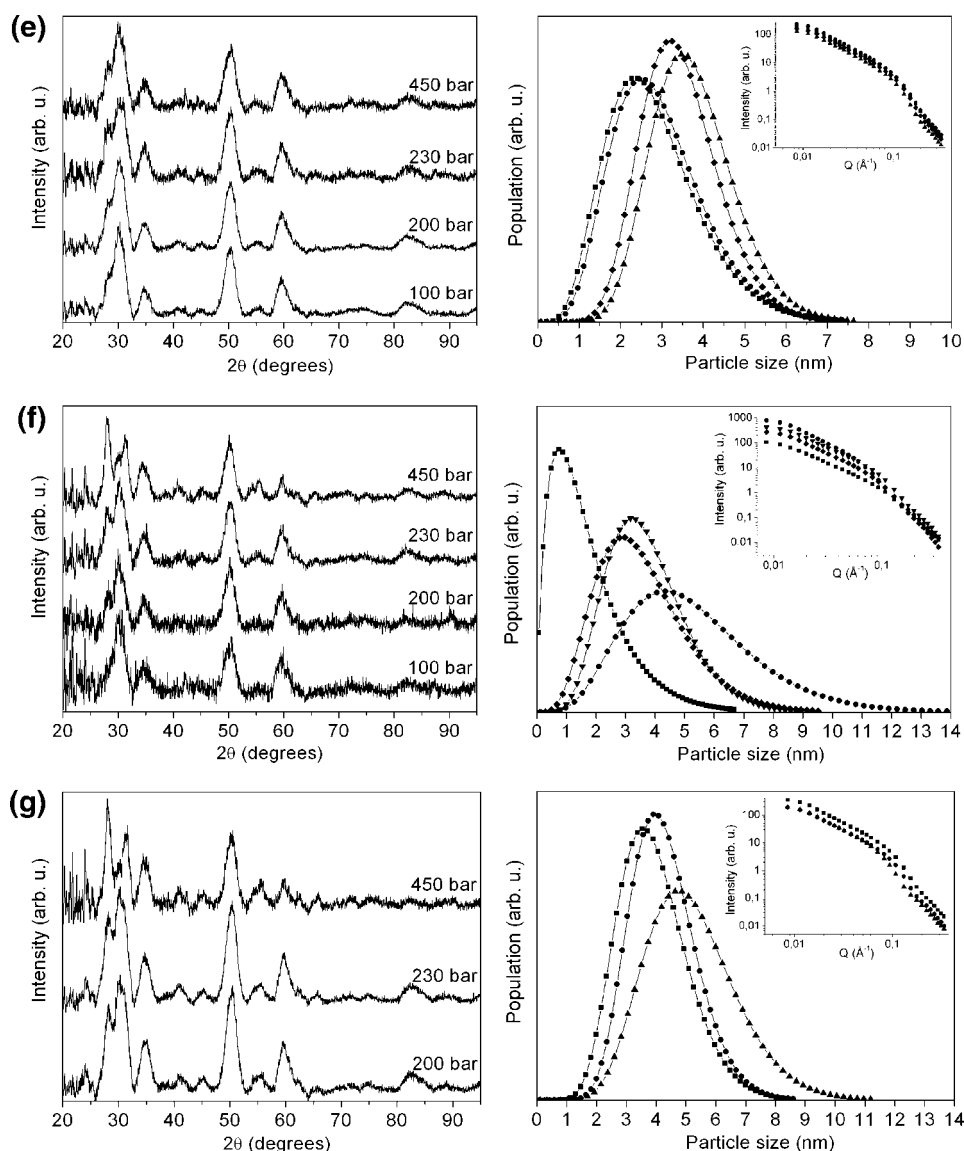 (e)
Intensity (arb. u.)
450 bar
230 bar
200 bar
100 bar
20 30 40 50 60 70 80 90
2θ (degrees)
Population (arb. u.)
0 1 2 3 4 5 6 7 8 9 10
Particle size (nm)
Intensity (arb. u.)
100
10
1
0,1
0,01
0,01 0,1
Q (Å⁻¹)
(f)
Intensity (arb. u.)
450 bar
230 bar
200 bar
100 bar
20 30 40 50 60 70 80 90
2θ (degrees)
Population (arb. u.)
0 1 2 3 4 5 6 7 8 9 10 11 12 13 14
Particle size (nm)
Intensity (arb. u.)
1000
100
10
1
0.1
0.01
0.01 0.1
Q (Å⁻¹)
(g)
Intensity (arb. u.)
450 bar
230 bar
200 bar
20 30 40 50 60 70 80 90
2θ (degrees)
Population (arb. u.)
0 1 2 3 4 5 6 7 8 9 10 11 12 13 14
Particle size (nm)
Intensity (arb. u.)
100
10
1
0,1
0,01
0,01 0,1
Q (Å⁻¹)